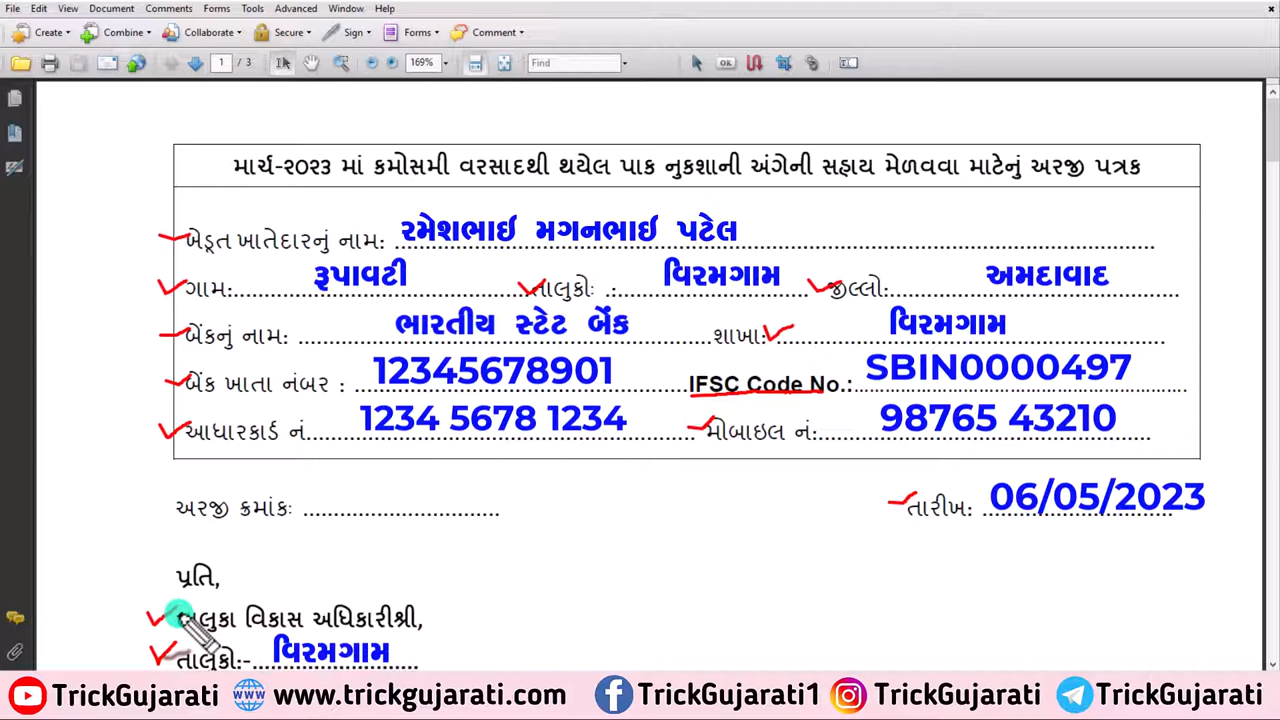 File Edit View Document Comments Forms Tools Advanced Window Help
Create Combine Collaborate Secure Sign Forms Comment
1 / 3 169% Find
માર્ચ-૨૦૨૩ માં કમોસમી વરસાદથી થયેલ પાક નુકશાની અંગેની સહાય મેળવવા માટેનું અરજી પત્રક
ખેડૂત ખાતેદારનું નામ: રમેશભાઈ મગનભાઈ પટેલ
ગામ: રૂપાવટી તાલુકોઃ : વિરમગામ જીલ્લો: અમદાવાદ
બેંકનું નામ: ભારતીય સ્ટેટ બેંક શાખા: વિરમગામ
બેંક ખાતા નંબર : 12345678901 IFSC Code No.: SBIN0000497
આધારકાર્ડ નં. 1234 5678 1234 મોબાઇલ નં: 98765 43210
અરજી ક્રમાંકઃ ............................ તારીખ: 06/05/2023
પ્રતિ,
તાલુકા વિકાસ અધિકારીશ્રી,
તાલુકો:- વિરમગામ
TrickGujarati www.trickgujarati.com TrickGujarati1 TrickGujarati TrickGujarati